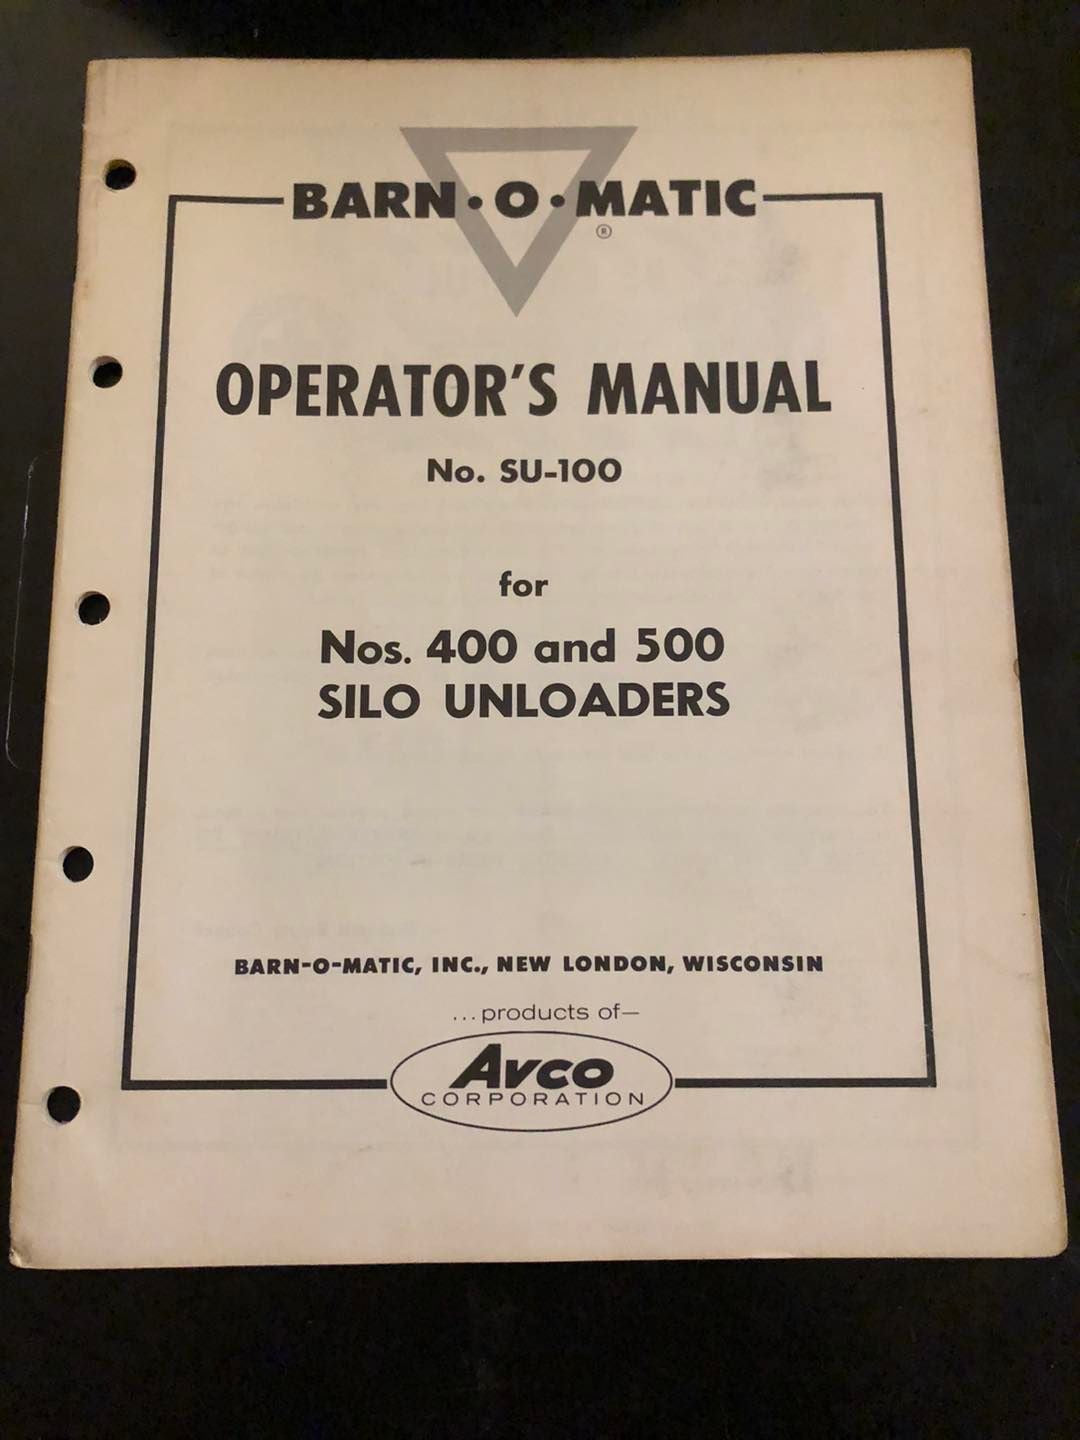 BARN·O·MATIC
®
OPERATOR'S MANUAL
No. SU-100
for
Nos. 400 and 500
SILO UNLOADERS
BARN-O-MATIC, INC., NEW LONDON, WISCONSIN
...products of—
AVCO
CORPORATION